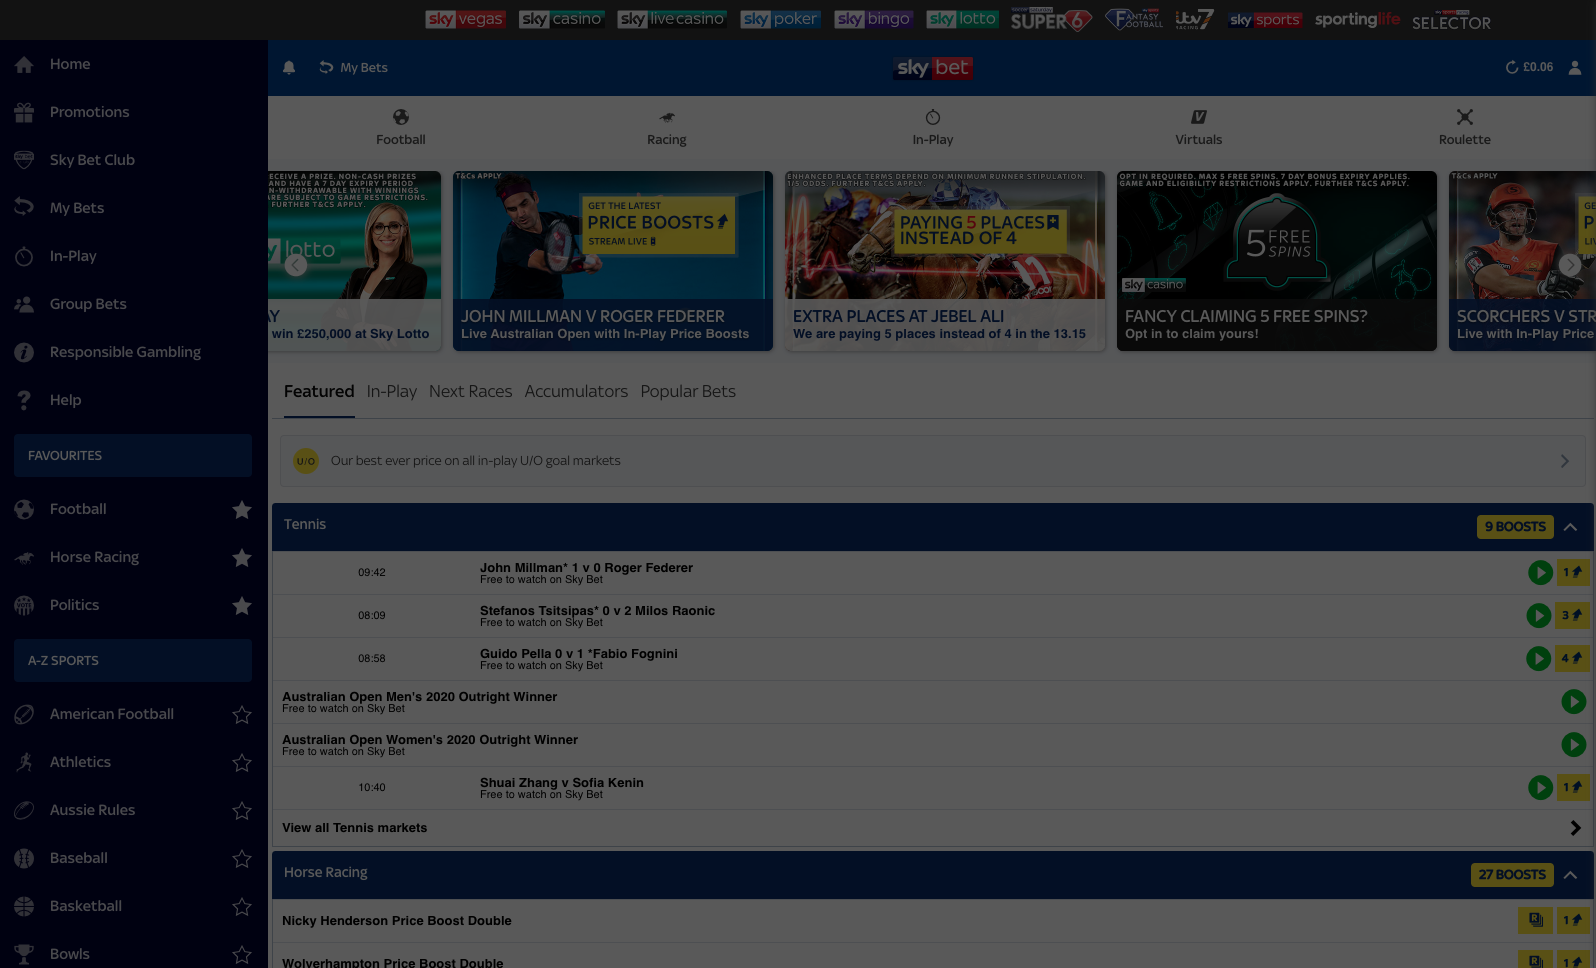 sky vegas
sky casino
sky livecasino
sky poker
sky bingo
sky lotto
SUPER 6
FANTASY FOOTBALL
itv7
RACING
sky sports
sportinglife
SELECTOR
Home
Promotions
Sky Bet Club
My Bets
In-Play
Group Bets
Responsible Gambling
Help
FAVOURITES
Football
Horse Racing
Politics
A-Z SPORTS
American Football
Athletics
Aussie Rules
Baseball
Basketball
Bowls
My Bets
sky bet
£0.06
Football
Racing
In-Play
Virtuals
Roulette
ECEIVE A PRIZE. NON-CASH PRIZES
AND HAVE A 7 DAY EXPIRY PERIOD
N-WITHDRAWABLE WITH WINNINGS
ARE SUBJECT TO GAME RESTRICTIONS.
FURTHER T&CS APPLY.
y lotto
AY
win £250,000 at Sky Lotto
T&Cs APPLY
GET THE LATEST
PRICE BOOSTS
STREAM LIVE
JOHN MILLMAN V ROGER FEDERER
Live Australian Open with In-Play Price Boosts
ENHANCED PLACE TERMS DEPEND ON MINIMUM RUNNER STIPULATION.
1/5 ODDS. FURTHER T&CS APPLY.
PAYING 5 PLACES
INSTEAD OF 4
EXTRA PLACES AT JEBEL ALI
We are paying 5 places instead of 4 in the 13.15
OPT IN REQUIRED. MAX 5 FREE SPINS. 7 DAY BONUS EXPIRY APPLIES.
GAME AND ELIGIBILITY RESTRICTIONS APPLY. FURTHER T&CS APPLY.
5 FREE
SPINS
sky casino
FANCY CLAIMING 5 FREE SPINS?
Opt in to claim yours!
T&Cs APPLY
GE
P
LIV
SCORCHERS V STR
Live with In-Play Price
Featured
In-Play
Next Races
Accumulators
Popular Bets
U/O
Our best ever price on all in-play U/O goal markets
Tennis
9 BOOSTS
09:42
John Millman* 1 v 0 Roger Federer
Free to watch on Sky Bet
1
08:09
Stefanos Tsitsipas* 0 v 2 Milos Raonic
Free to watch on Sky Bet
3
08:58
Guido Pella 0 v 1 *Fabio Fognini
Free to watch on Sky Bet
4
Australian Open Men's 2020 Outright Winner
Free to watch on Sky Bet
Australian Open Women's 2020 Outright Winner
Free to watch on Sky Bet
10:40
Shuai Zhang v Sofia Kenin
Free to watch on Sky Bet
1
View all Tennis markets
Horse Racing
27 BOOSTS
Nicky Henderson Price Boost Double
1
Wolverhampton Price Boost Double
1